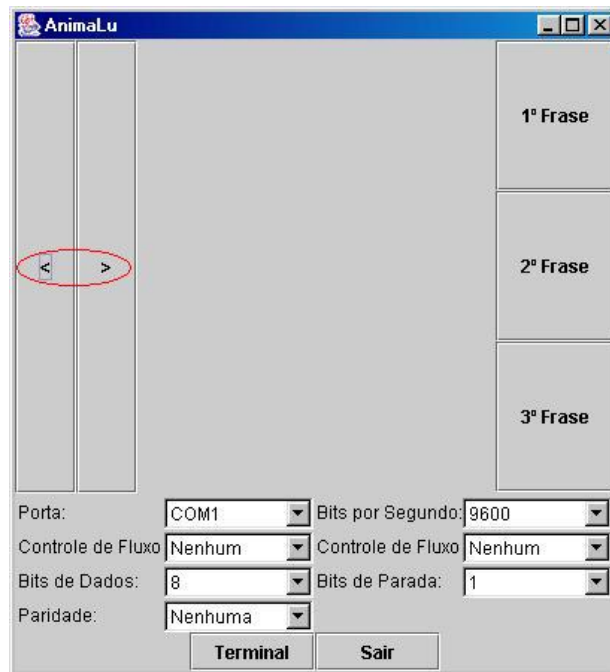 AnimaLu
1º Frase
< >
2º Frase
3º Frase
Porta: COM1 Bits por Segundo: 9600
Controle de Fluxo Nenhum Controle de Fluxo Nenhum
Bits de Dados: 8 Bits de Parada: 1
Paridade: Nenhuma
Terminal Sair